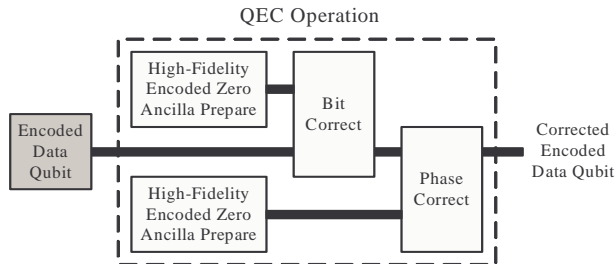 QEC Operation
High-Fidelity
Encoded Zero
Ancilla Prepare
Bit
Correct
Encoded
Data
Qubit
Corrected
Encoded
Data Qubit
High-Fidelity
Encoded Zero
Ancilla Prepare
Phase
Correct